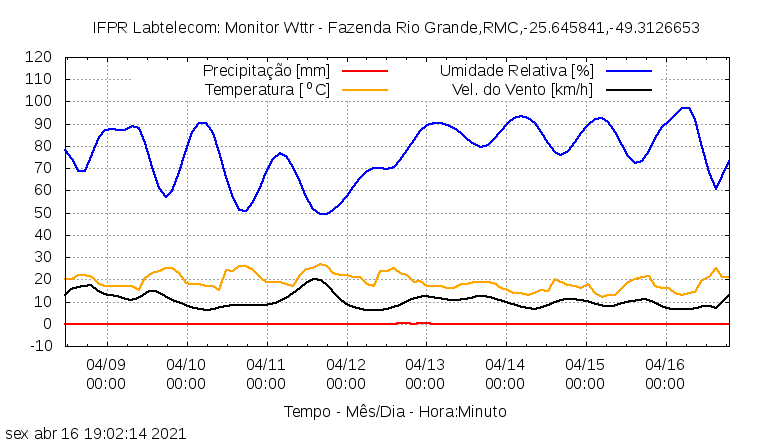 IFPR Labtelecom: Monitor Wttr - Fazenda Rio Grande,RMC,-25.645841,-49.3126653
Precipitação [mm]
Temperatura [ ⁰C]
Umidade Relativa [%]
Vel. do Vento [km/h]
120
110
100
90
80
70
60
50
40
30
20
10
0
-10
04/09 04/10 04/11 04/12 04/13 04/14 04/15 04/16
00:00 00:00 00:00 00:00 00:00 00:00 00:00 00:00
Tempo - Mês/Dia - Hora:Minuto
sex abr 16 19:02:14 2021